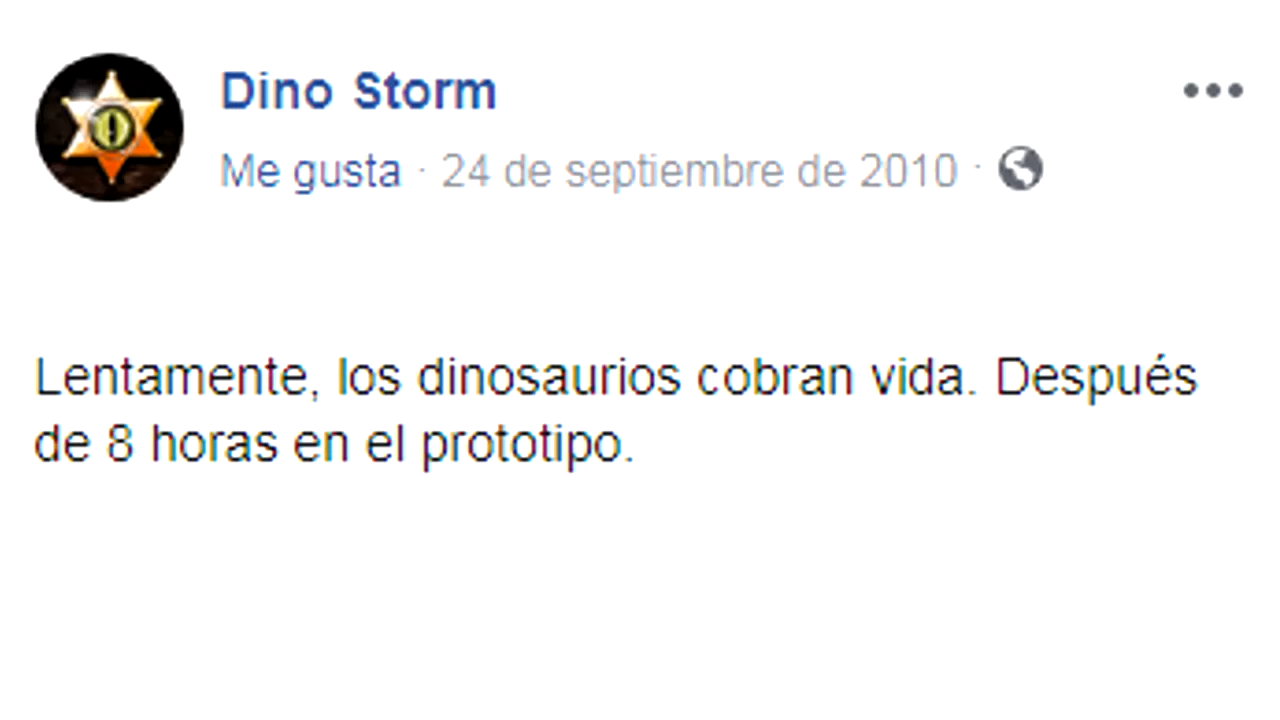 Dino Storm
Me gusta · 24 de septiembre de 2010 ·
Lentamente, los dinosaurios cobran vida. Después
de 8 horas en el prototipo.